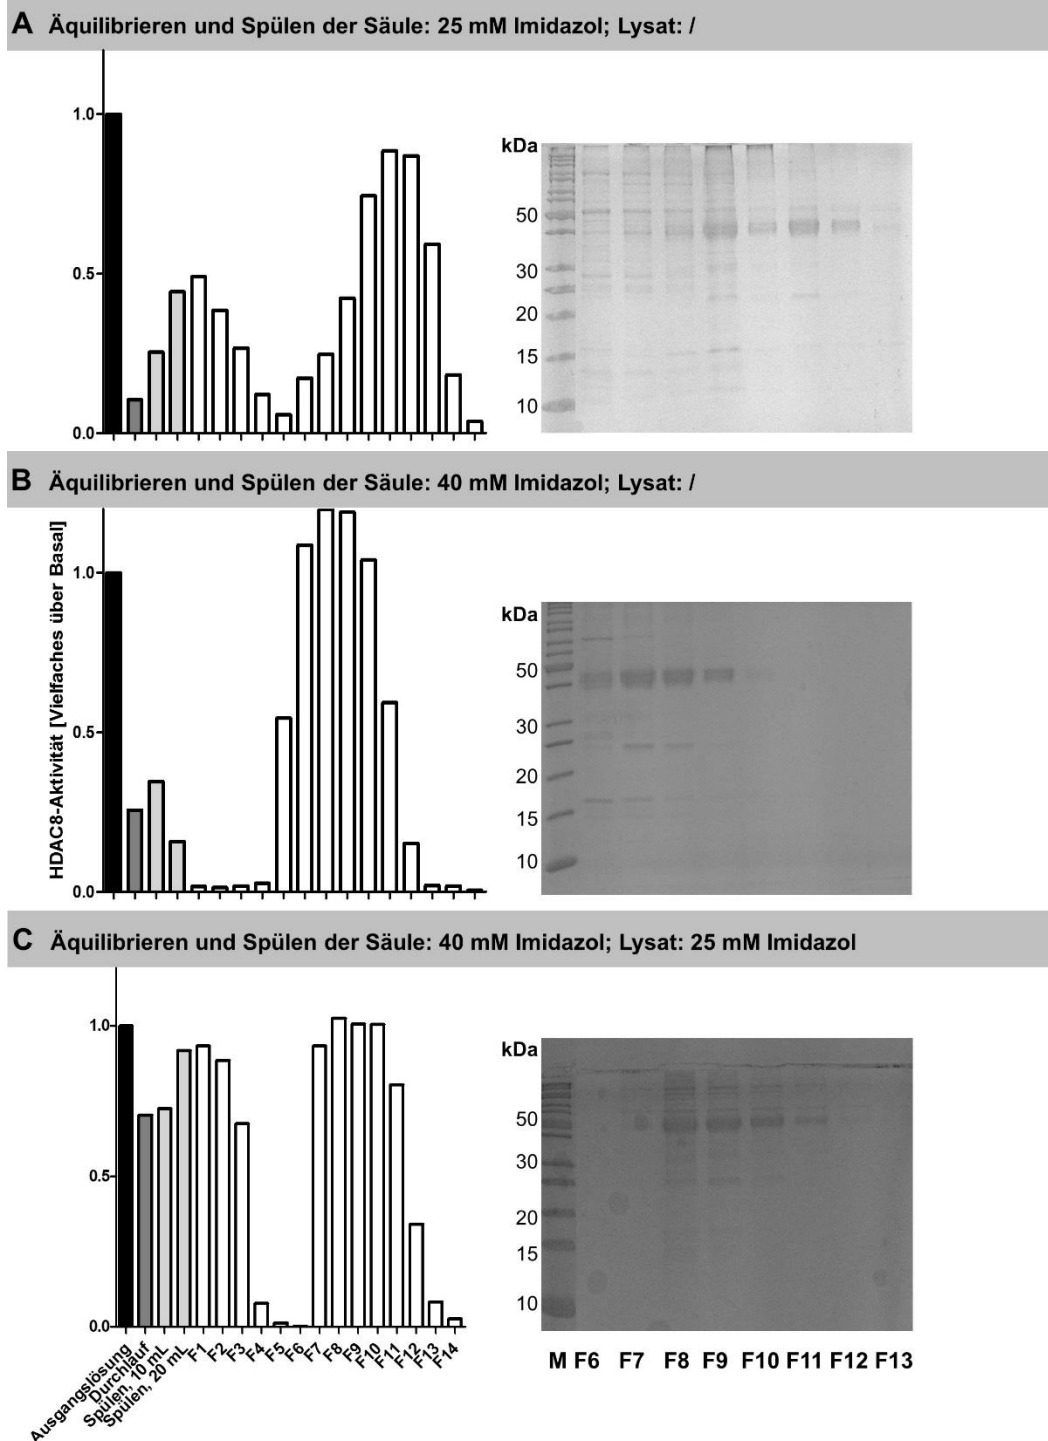 A Äquilibrieren und Spülen der Säule: 25 mM Imidazol; Lysat: /
1.0
0.5
0.0
kDa
50
30
20
15
10
B Äquilibrieren und Spülen der Säule: 40 mM Imidazol; Lysat: /
HDAC8-Aktivität [Vielfaches über Basal]
1.0
0.5
0.0
kDa
50
30
20
15
10
C Äquilibrieren und Spülen der Säule: 40 mM Imidazol; Lysat: 25 mM Imidazol
1.0
0.5
0.0
Ausgangslösung
Durchlauf
Spülen, 10 mL
Spülen, 20 mL
F1
F2
F3
F4
F5
F6
F7
F8
F9
F10
F11
F12
F13
F14
kDa
50
30
20
15
10
M F6 F7 F8 F9 F10 F11 F12 F13